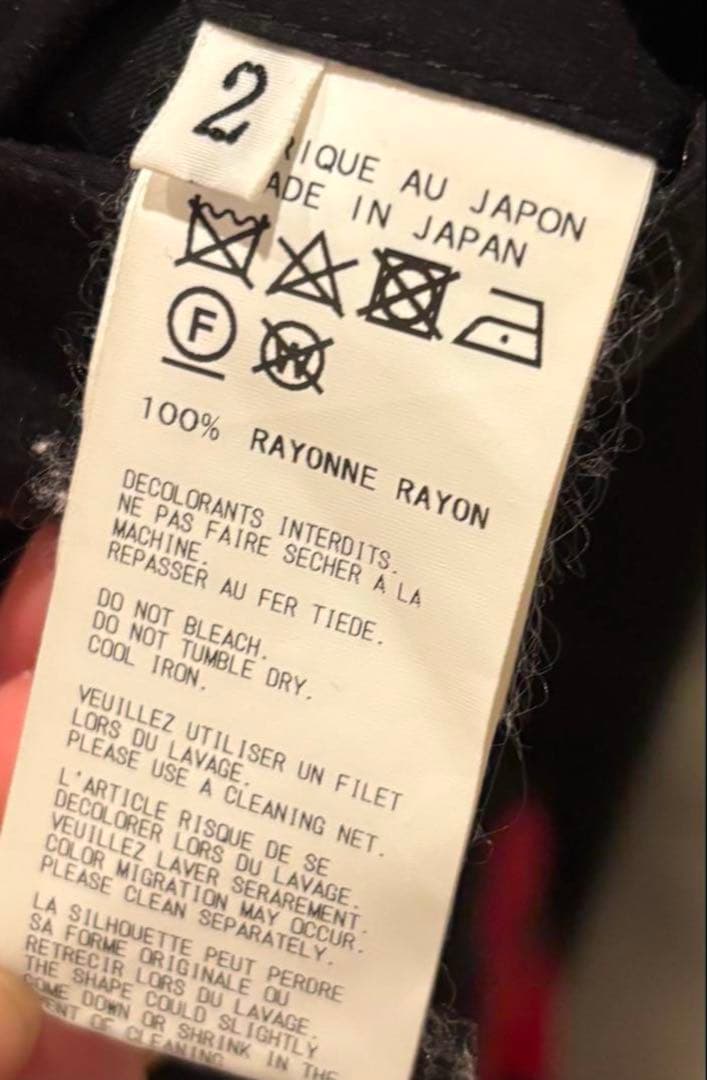 2
IQUE AU JAPON
ADE IN JAPAN
F
W
100% RAYONNE RAYON
DECOLORANTS INTERDITS.
NE PAS FAIRE SECHER A LA
MACHINE.
REPASSER AU FER TIEDE.
DO NOT BLEACH.
DO NOT TUMBLE DRY.
COOL IRON.
VEUILLEZ UTILISER UN FILET
LORS DU LAVAGE.
PLEASE USE A CLEANING NET.
L'ARTICLE RISQUE DE SE
DECOLORER LORS DU LAVAGE.
VEUILLEZ LAVER SERAREMENT.
COLOR MIGRATION MAY OCCUR.
PLEASE CLEAN SEPARATELY.
LA SILHOUETTE PEUT PERDRE
SA FORME ORIGINALE OU
RETRECIR LORS DU LAVAGE.
THE SHAPE COULD SLIGHTLY
COME DOWN OR SHRINK IN THE
ENT OF CLEANING